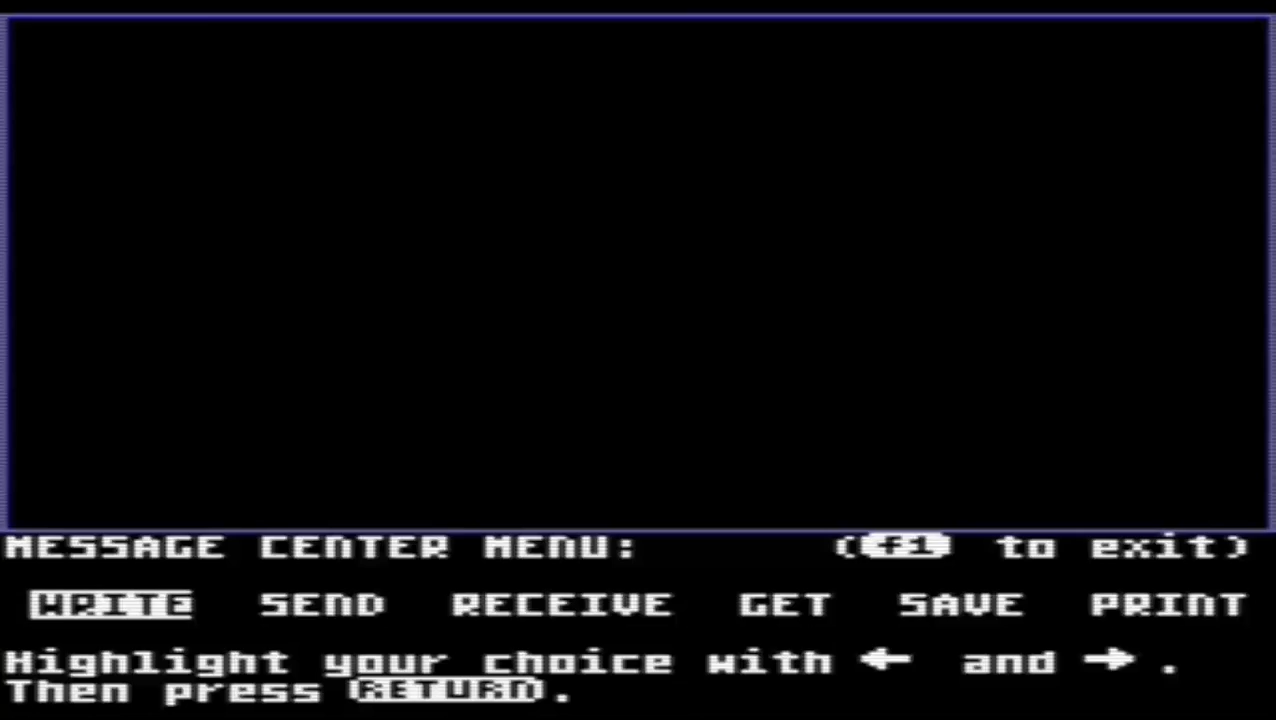 MESSAGE CENTER MENU: (f1 to exit)
WRITE SEND RECEIVE GET SAVE PRINT
Highlight your choice with ← and → .
Then press RETURN.